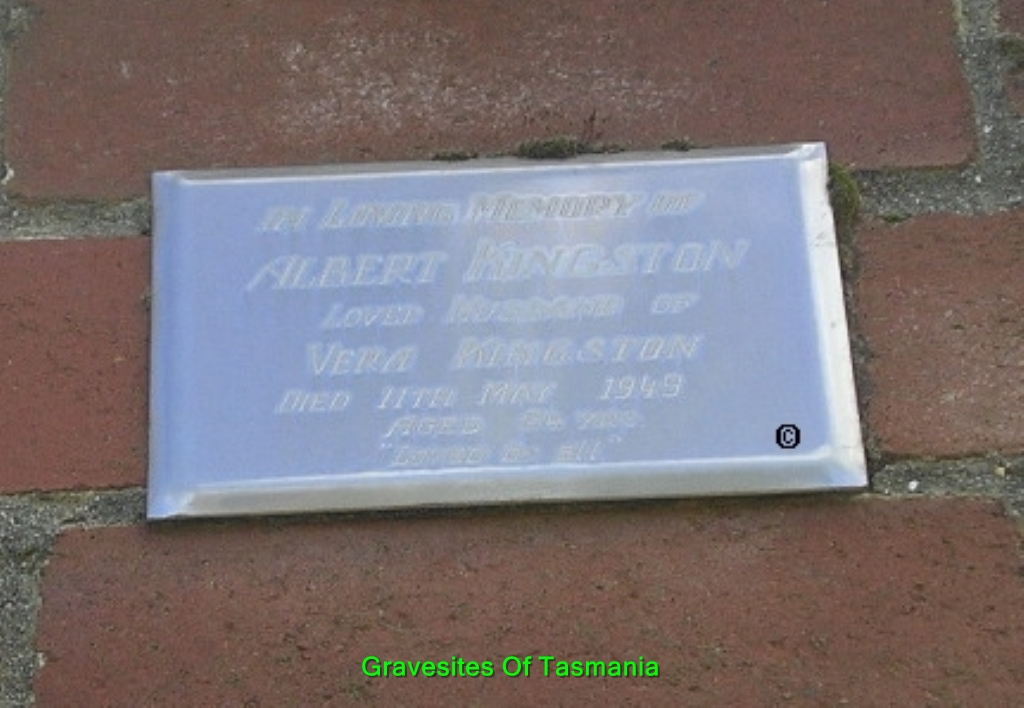 IN LOVING MEMORY OF
ALBERT KINGSTON
LOVED HUSBAND OF
VERA KINGSTON
DIED 11TH MAY 1949
AGED YRS.
"LOVED BY ALL"
©
Gravesites Of Tasmania